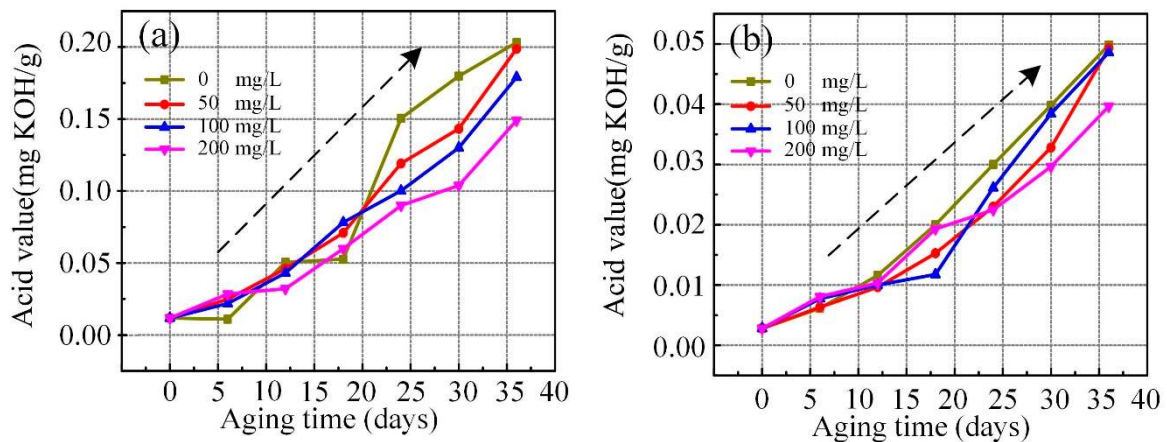 (a)
Acid value(mg KOH/g)
0.20
0.15
0.10
0.05
0.00
0 mg/L
50 mg/L
100 mg/L
200 mg/L
0 5 10 15 20 25 30 35 40
Aging time (days)
(b)
Acid value(mg KOH/g)
0.05
0.04
0.03
0.02
0.01
0.00
0 mg/L
50 mg/L
100 mg/L
200 mg/L
0 5 10 15 20 25 30 35 40
Aging time (days)